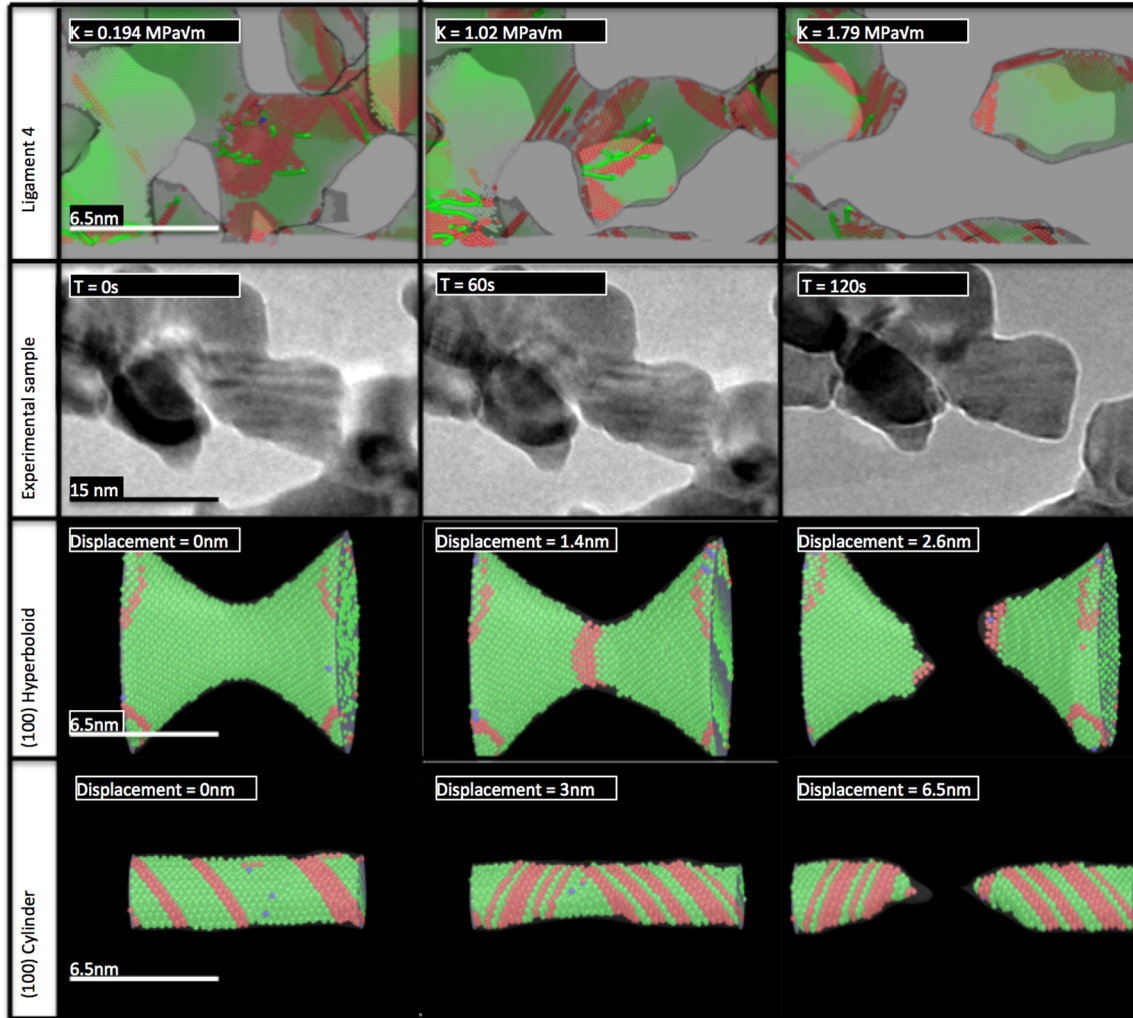 Ligament 4
K = 0.194 MPa√m
K = 1.02 MPa√m
K = 1.79 MPa√m
6.5nm
Experimental sample
T = 0s
T = 60s
T = 120s
15 nm
(100) Hyperboloid
Displacement = 0nm
Displacement = 1.4nm
Displacement = 2.6nm
6.5nm
(100) Cylinder
Displacement = 0nm
Displacement = 3nm
Displacement = 6.5nm
6.5nm